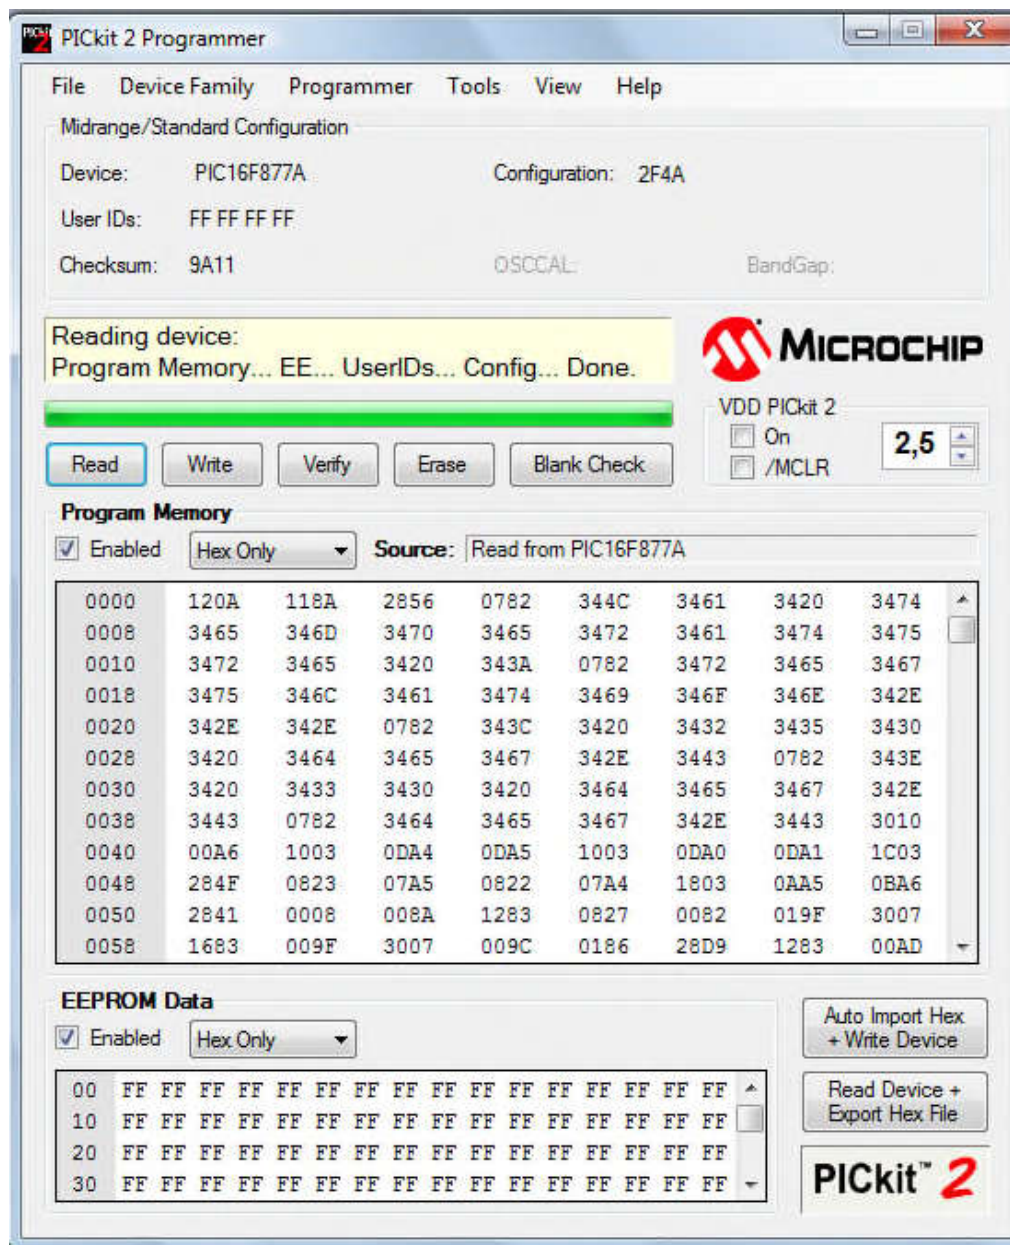 PICkit 2 Programmer
File Device Family Programmer Tools View Help
Midrange/Standard Configuration
Device: PIC16F877A Configuration: 2F4A
User IDs: FF FF FF FF
Checksum: 9A11 OSCCAL: BandGap:
Reading device:
Program Memory... EE... UserIDs... Config... Done.
MICROCHIP
VDD PICkit 2
On
/MCLR
2,5
Read Write Verify Erase Blank Check
Program Memory
Enabled Hex Only Source: Read from PIC16F877A
0000 120A 118A 2856 0782 344C 3461 3420 3474
0008 3465 346D 3470 3465 3472 3461 3474 3475
0010 3472 3465 3420 343A 0782 3472 3465 3467
0018 3475 346C 3461 3474 3469 346F 346E 342E
0020 342E 342E 0782 343C 3420 3432 3435 3430
0028 3420 3464 3465 3467 342E 3443 0782 343E
0030 3420 3433 3430 3420 3464 3465 3467 342E
0038 3443 0782 3464 3465 3467 342E 3443 3010
0040 00A6 1003 0DA4 0DA5 1003 0DA0 0DA1 1C03
0048 284F 0823 07A5 0822 07A4 1803 0AA5 0BA6
0050 2841 0008 008A 1283 0827 0082 019F 3007
0058 1683 009F 3007 009C 0186 28D9 1283 00AD
EEPROM Data
Enabled Hex Only
00 FF FF FF FF FF FF FF FF FF FF FF FF FF FF FF FF
10 FF FF FF FF FF FF FF FF FF FF FF FF FF FF FF FF
20 FF FF FF FF FF FF FF FF FF FF FF FF FF FF FF FF
30 FF FF FF FF FF FF FF FF FF FF FF FF FF FF FF FF
Auto Import Hex
+ Write Device
Read Device +
Export Hex File
PICkit™ 2